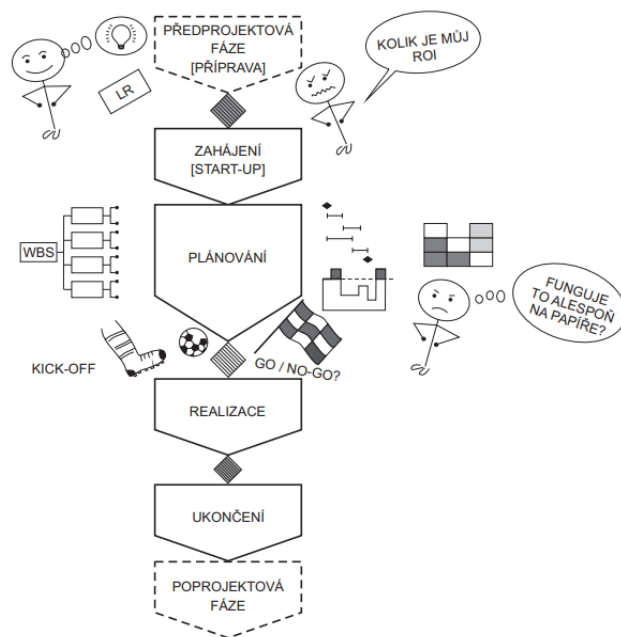 PŘEDPROJEKTOVÁ
FÁZE
[PŘÍPRAVA]
KOLIK JE MŮJ
ROI
LR
ZAHÁJENÍ
[START-UP]
WBS
PLÁNOVÁNÍ
FUNGUJE
TO ALESPOŇ
NA PAPÍŘE?
KICK-OFF
GO / NO-GO?
REALIZACE
UKONČENÍ
POPROJEKTOVÁ
FÁZE